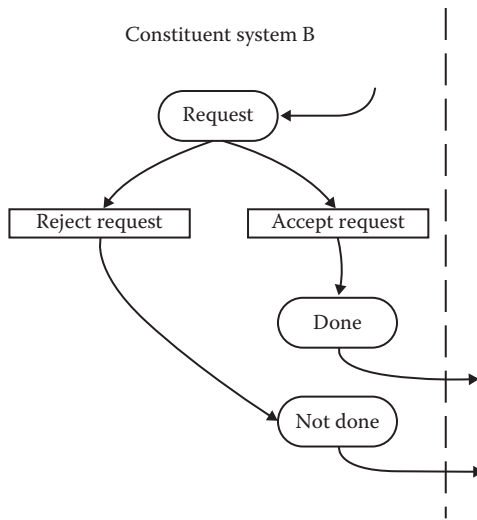 Constituent system B
Request
Reject request
Accept request
Done
Not done